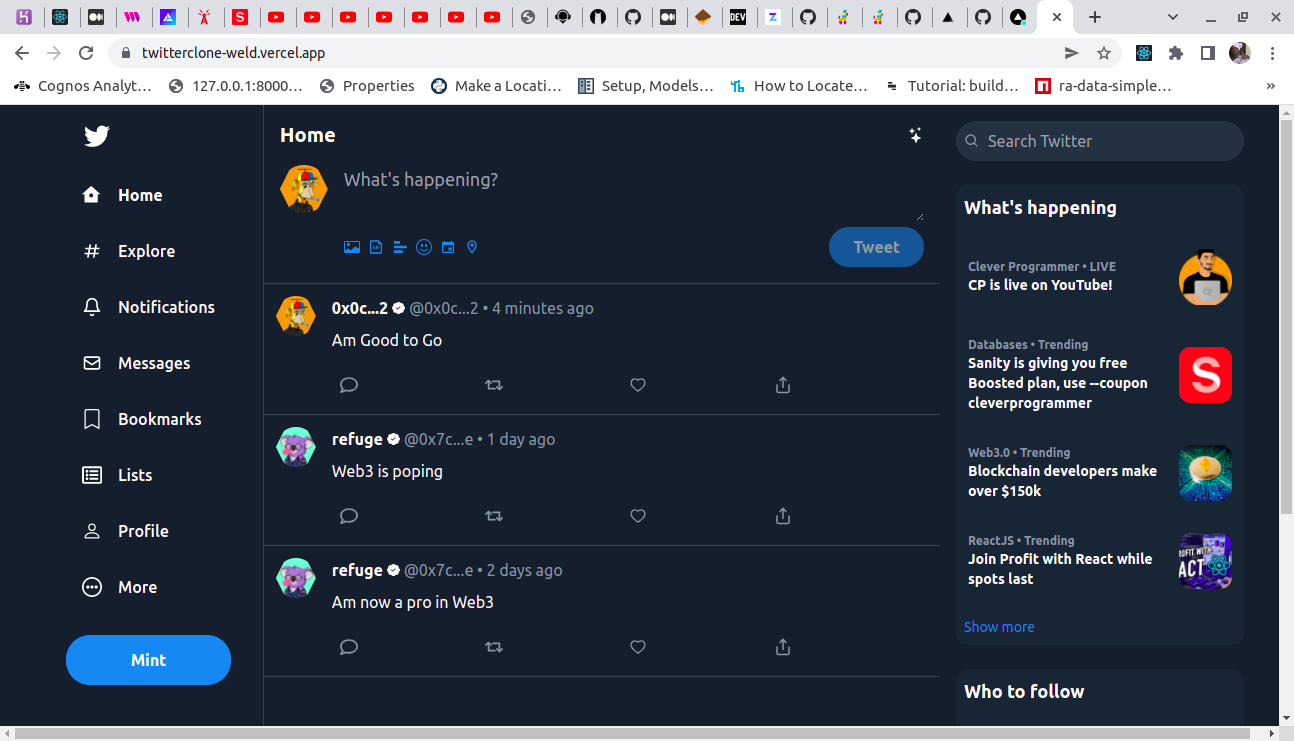 DEV
twitterclone-weld.vercel.app
Cognos Analyt...
127.0.0.1:8000...
Properties
Make a Locati...
Setup, Models...
How to Locate...
Tutorial: build...
ra-data-simple...
»
Home
Explore
Notifications
Messages
Bookmarks
Lists
Profile
More
Mint
Home
What's happening?
Tweet
0x0c...2 @0x0c...2 • 4 minutes ago
Am Good to Go
refuge @0x7c...e • 1 day ago
Web3 is poping
refuge @0x7c...e • 2 days ago
Am now a pro in Web3
Search Twitter
What's happening
Clever Programmer • LIVE
CP is live on YouTube!
Databases • Trending
Sanity is giving you free
Boosted plan, use --coupon
cleverprogrammer
S
Web3.0 • Trending
Blockchain developers make
over $150k
ReactJS • Trending
Join Profit with React while
spots last
Show more
Who to follow